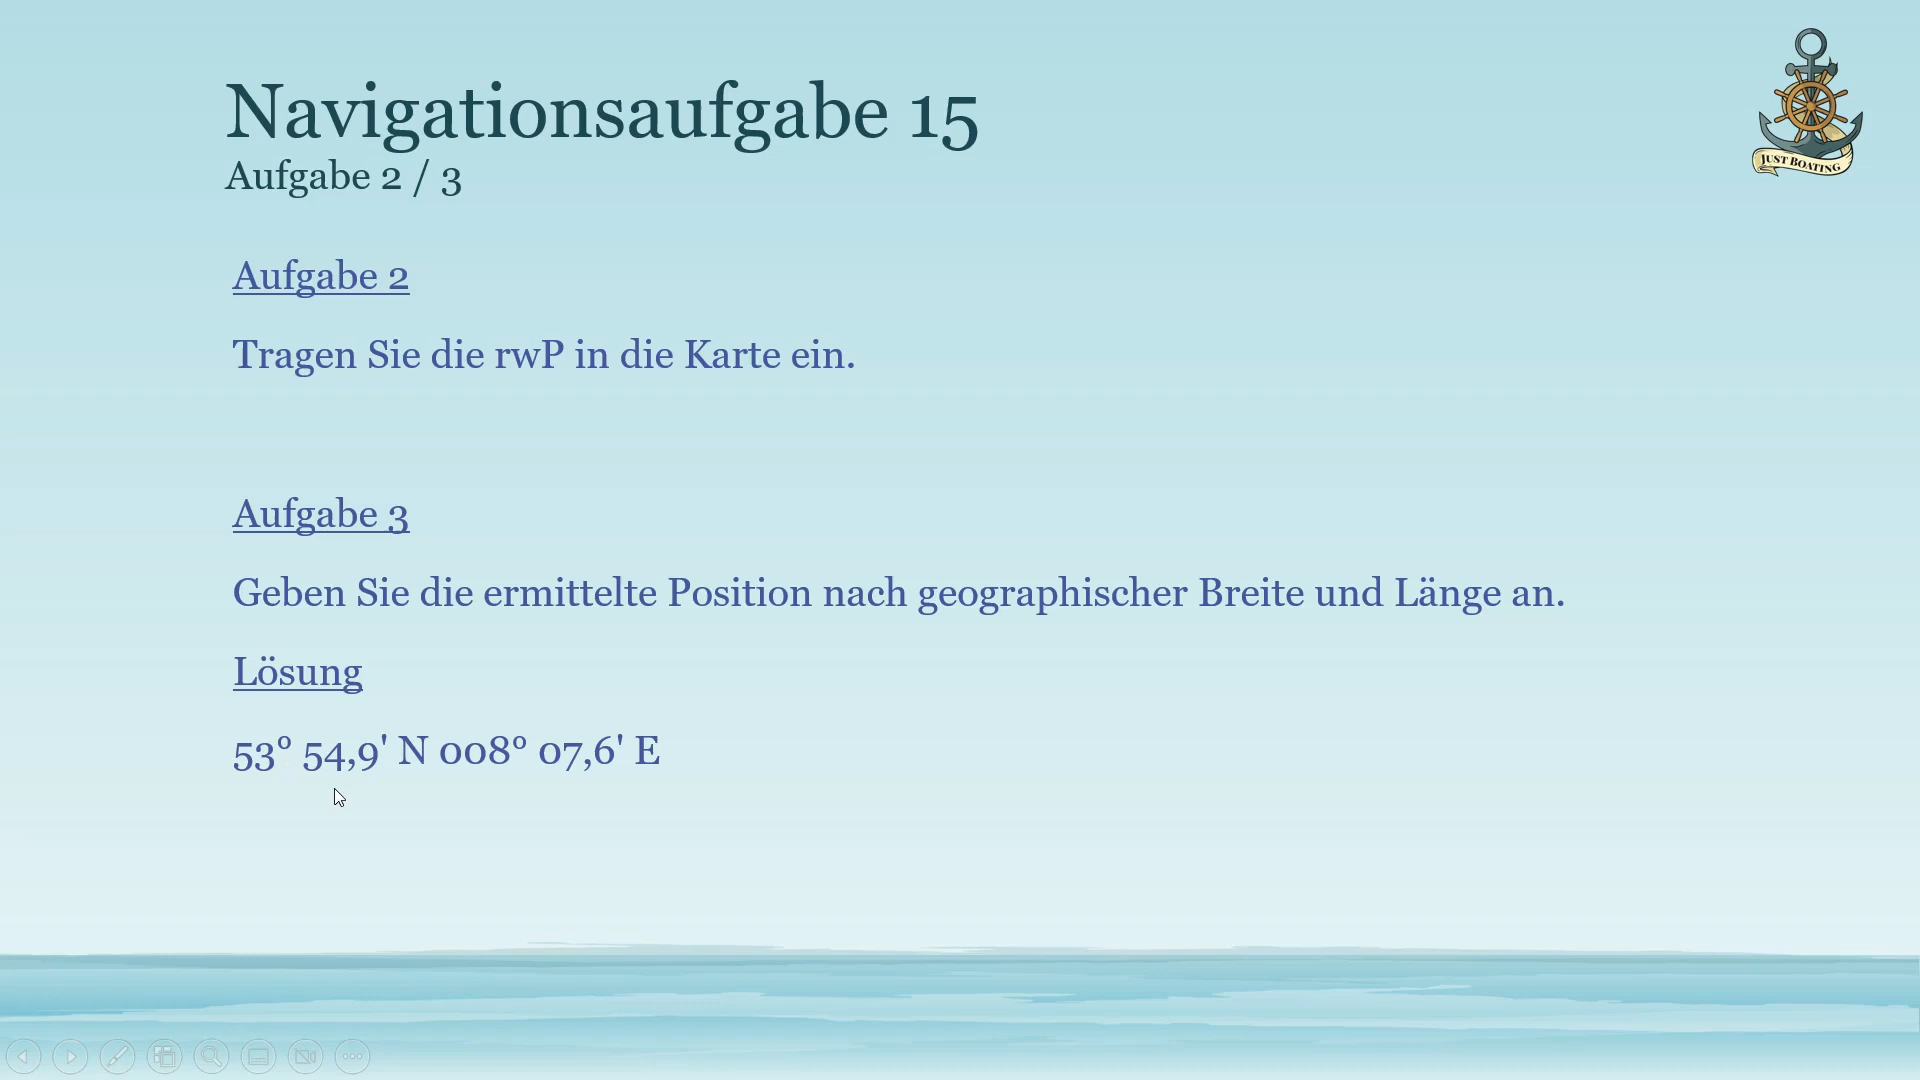 Navigationsaufgabe 15
Aufgabe 2 / 3
JUST BOATING
Aufgabe 2
Tragen Sie die rwP in die Karte ein.
Aufgabe 3
Geben Sie die ermittelte Position nach geographischer Breite und Länge an.
Lösung
53° 54,9' N 008° 07,6' E